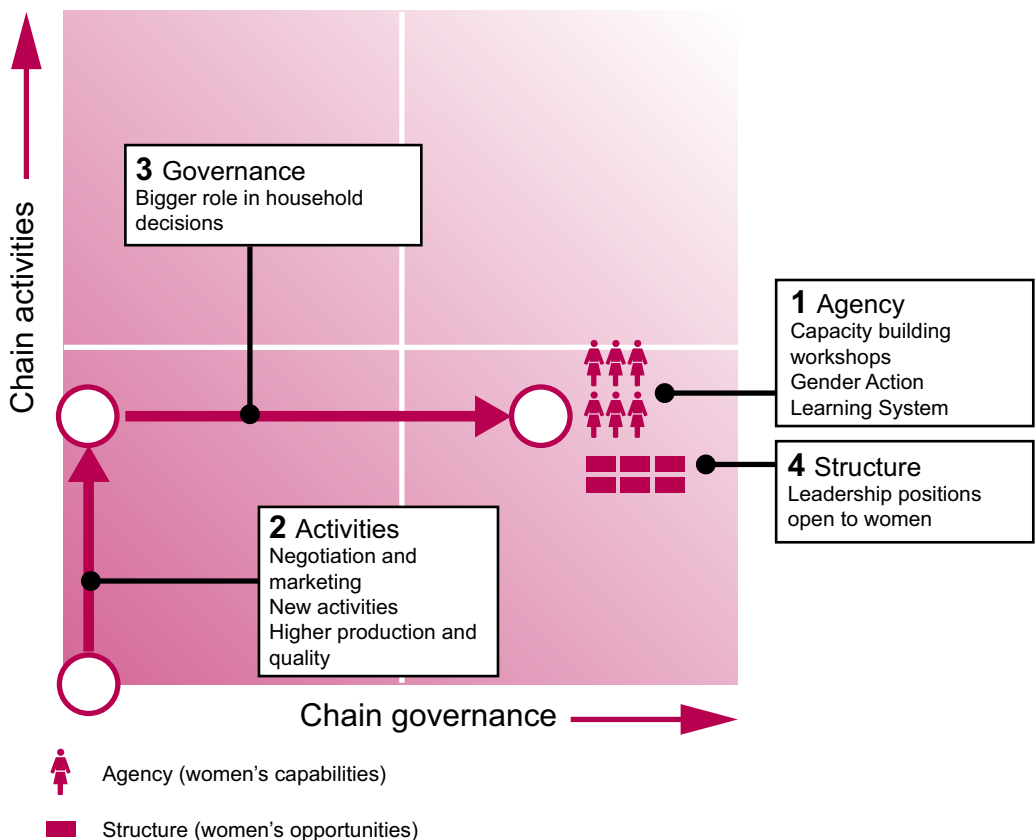 Chain activities
3 Governance
Bigger role in household
decisions
1 Agency
Capacity building
workshops
Gender Action
Learning System
4 Structure
Leadership positions
open to women
2 Activities
Negotiation and
marketing
New activities
Higher production and
quality
Chain governance
Agency (women’s capabilities)
Structure (women’s opportunities)